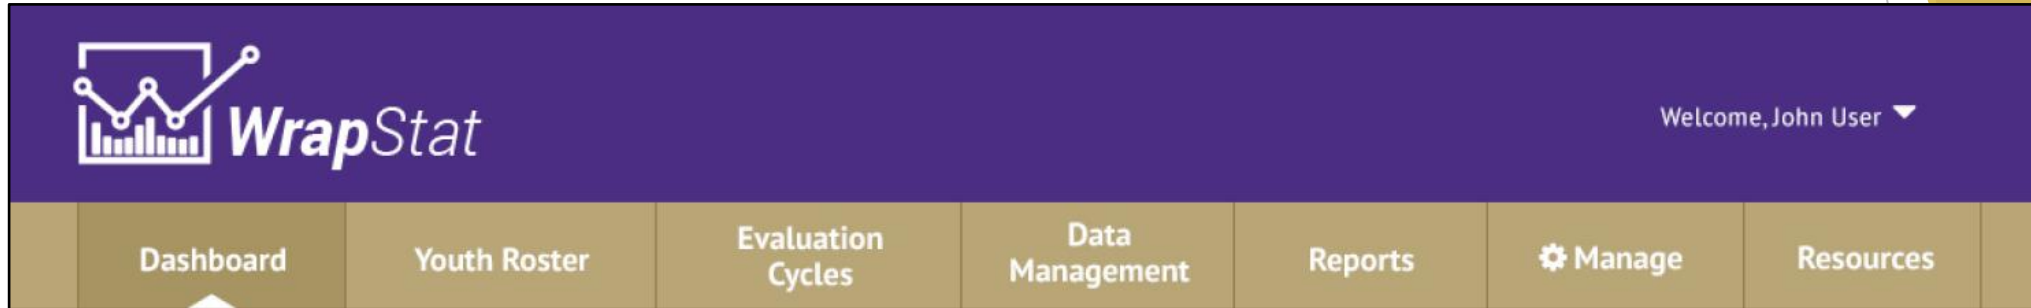 WrapStat
Welcome, John User
Dashboard
Youth Roster
Evaluation
Cycles
Data
Management
Reports
Manage
Resources